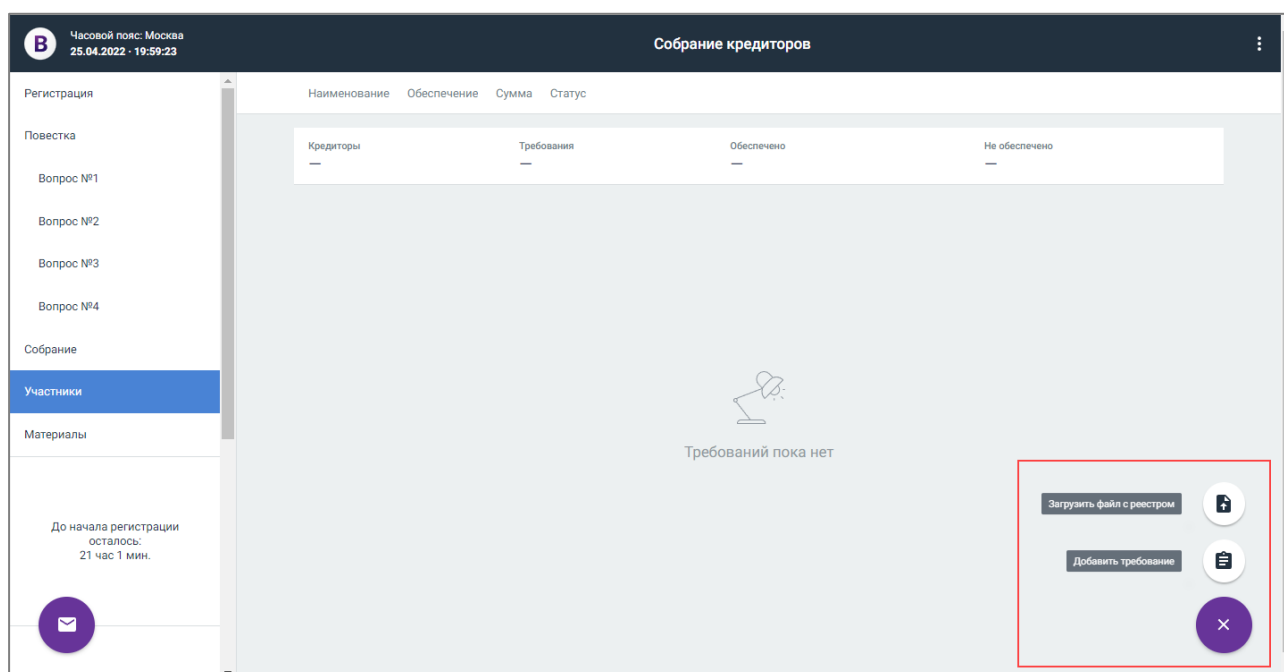 B
Часовой пояс: Москва
25.04.2022 · 19:59:23
Собрание кредиторов
Регистрация
Повестка
Вопрос №1
Вопрос №2
Вопрос №3
Вопрос №4
Собрание
Участники
Материалы
До начала регистрации
осталось:
21 час 1 мин.
Наименование Обеспечение Сумма Статус
Кредиторы Требования Обеспечено Не обеспечено
— — — —
Требований пока нет
Загрузить файл с реестром
Добавить требование